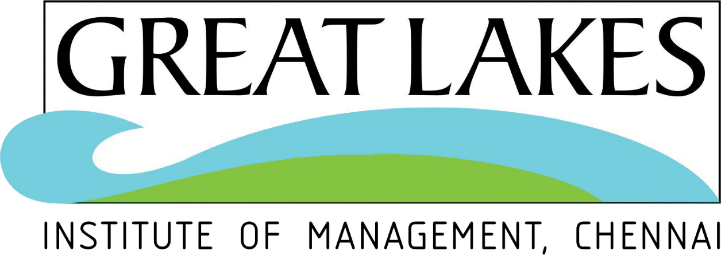 GREAT LAKES
INSTITUTE OF MANAGEMENT, CHENNAI